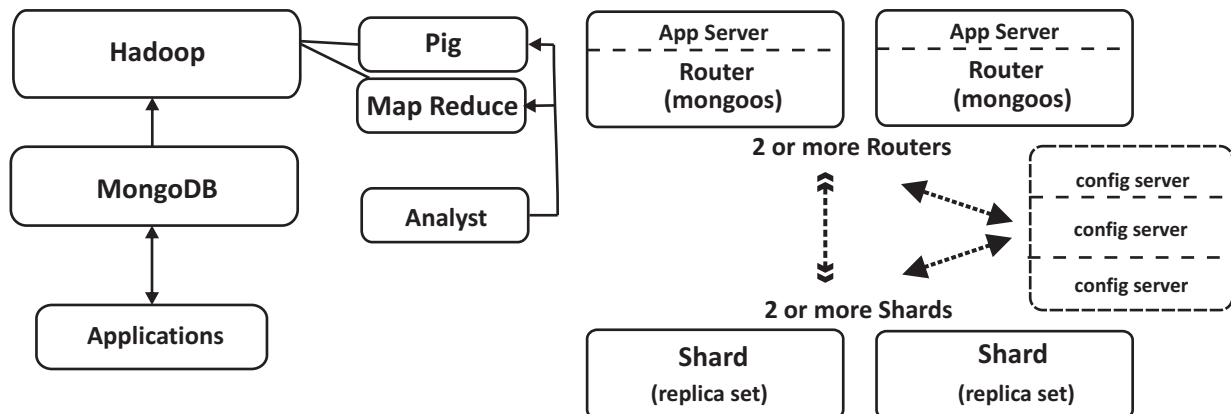 Hadoop
Pig
Map Reduce
MongoDB
Analyst
Applications
App Server
Router
(mongoos)
App Server
Router
(mongoos)
2 or more Routers
config server
config server
config server
2 or more Shards
Shard
(replica set)
Shard
(replica set)